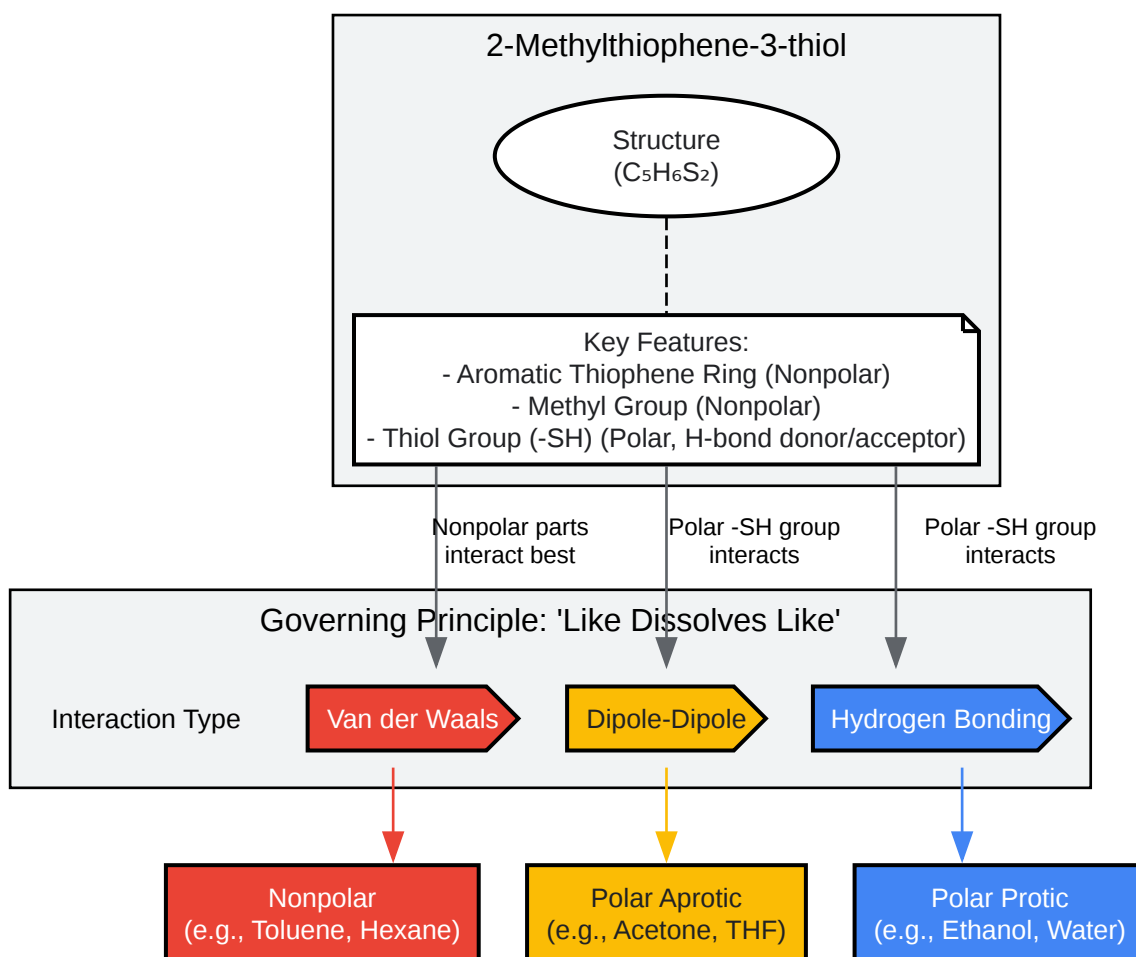 2-Methylthiophene-3-thiol
Structure
(C₅H₆S₂)
Key Features:
- Aromatic Thiophene Ring (Nonpolar)
- Methyl Group (Nonpolar)
- Thiol Group (-SH) (Polar, H-bond donor/acceptor)
Nonpolar parts
interact best
Polar -SH group
interacts
Polar -SH group
interacts
Governing Principle: 'Like Dissolves Like'
Interaction Type
Van der Waals
Dipole-Dipole
Hydrogen Bonding
Nonpolar
(e.g., Toluene, Hexane)
Polar Aprotic
(e.g., Acetone, THF)
Polar Protic
(e.g., Ethanol, Water)